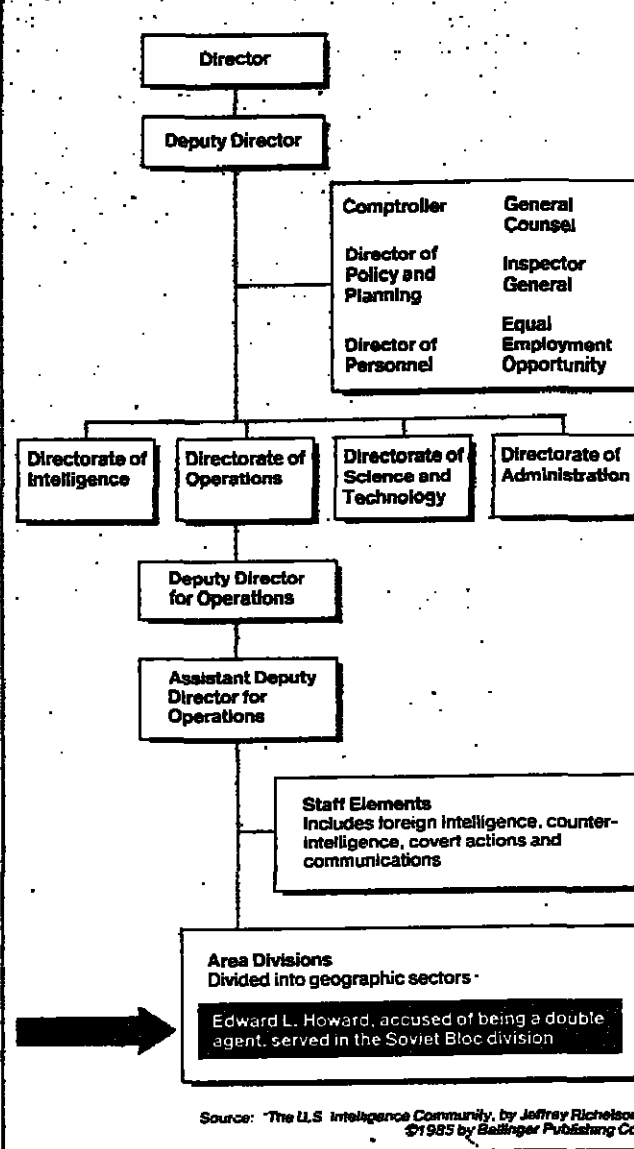 Director
Deputy Director
Comptroller
General
Counsel
Director of
Policy and
Planning
Inspector
General
Director of
Personnel
Equal
Employment
Opportunity
Directorate of
Intelligence
Directorate of
Operations
Directorate of
Science and
Technology
Directorate of
Administration
Deputy Director
for Operations
Assistant Deputy
Director for
Operations
Staff Elements
Includes foreign intelligence, counter-
intelligence, covert actions and
communications
Area Divisions
Divided into geographic sectors
Edward L. Howard, accused of being a double
agent, served in the Soviet Bloc division
Source: "The U.S Intelligence Community, by Jeffrey Richelson
©1985 by Ballinger Publishing Co